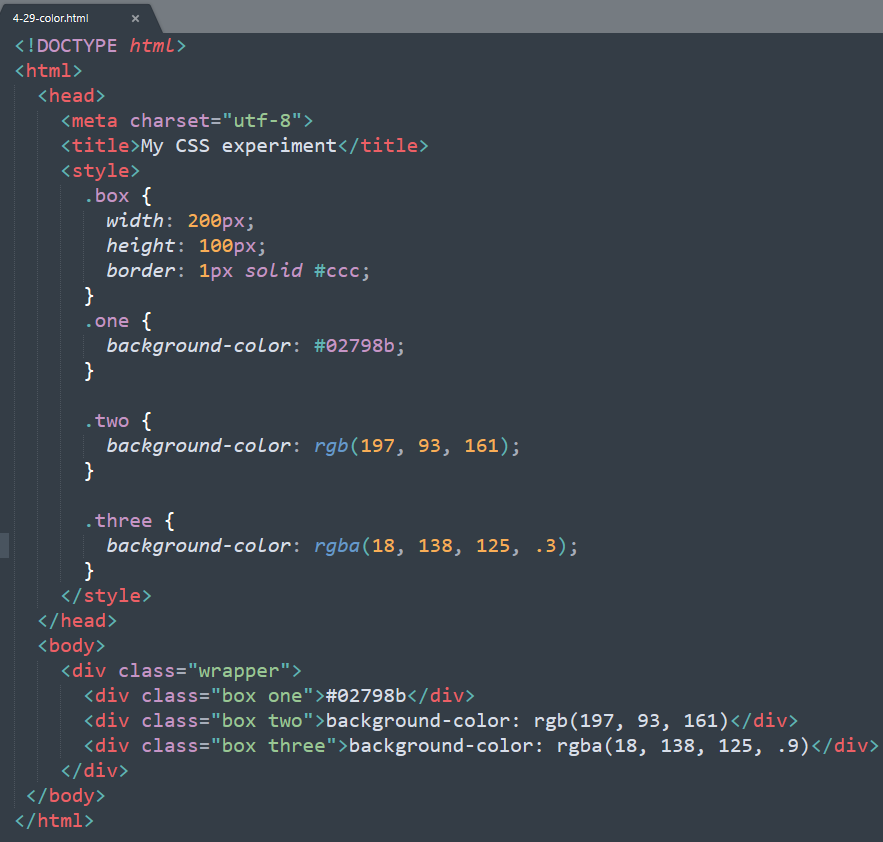 4-29-color.html ×
<!DOCTYPE html>
<html>
<head>
<meta charset="utf-8">
<title>My CSS experiment</title>
<style>
.box {
width: 200px;
height: 100px;
border: 1px solid #ccc;
}
.one {
background-color: #02798b;
}
.two {
background-color: rgb(197, 93, 161);
}
.three {
background-color: rgba(18, 138, 125, .3);
}
</style>
</head>
<body>
<div class="wrapper">
<div class="box one">#02798b</div>
<div class="box two">background-color: rgb(197, 93, 161)</div>
<div class="box three">background-color: rgba(18, 138, 125, .9)</div>
</div>
</body>
</html>